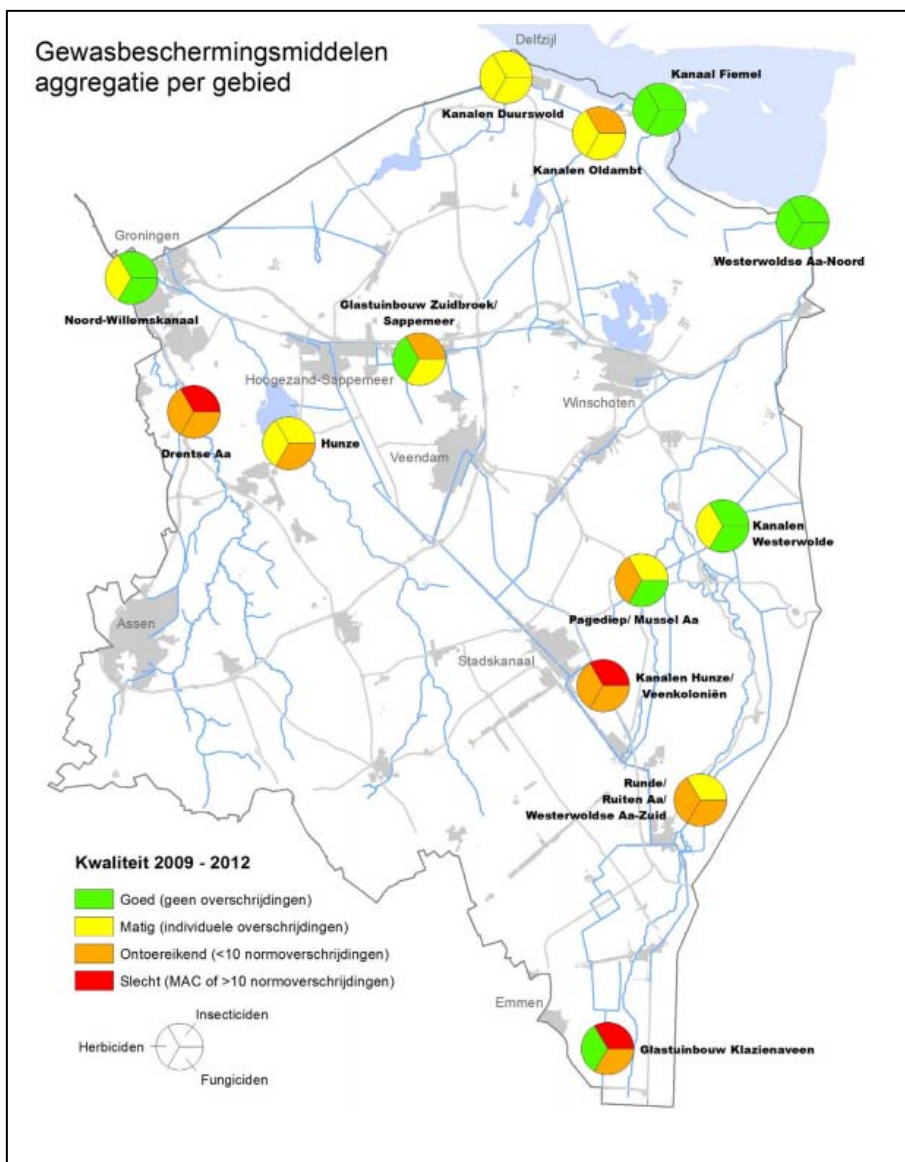 Gewasbeschermingsmiddelen
aggregatie per gebied
Delfzijl
Kanaal Fiemel
Kanalen Duurswold
Kanalen Oldambt
Groningen
Westerwoldse Aa-Noord
Glastuinbouw Zuidbroek/
Sappemeer
Noord-Willemskanaal
Hoogezand-Sappemeer
Winschoten
Drentse Aa
Hunze
Veendam
Kanalen
Westerwolde
Pagediep/ Mussel Aa
Assen
Stadskanaal
Kanalen Hunze/
Veenkoloniën
Runde/
Ruiten Aa/
Westerwoldse Aa-Zuid
Kwaliteit 2009 - 2012
Goed (geen overschrijdingen)
Matig (individuele overschrijdingen)
Ontoereikend (<10 normoverschrijdingen)
Slecht (MAC of >10 normoverschrijdingen)
Emmen
Insecticiden
Herbiciden
Fungiciden
Glastuinbouw Klazienaveen